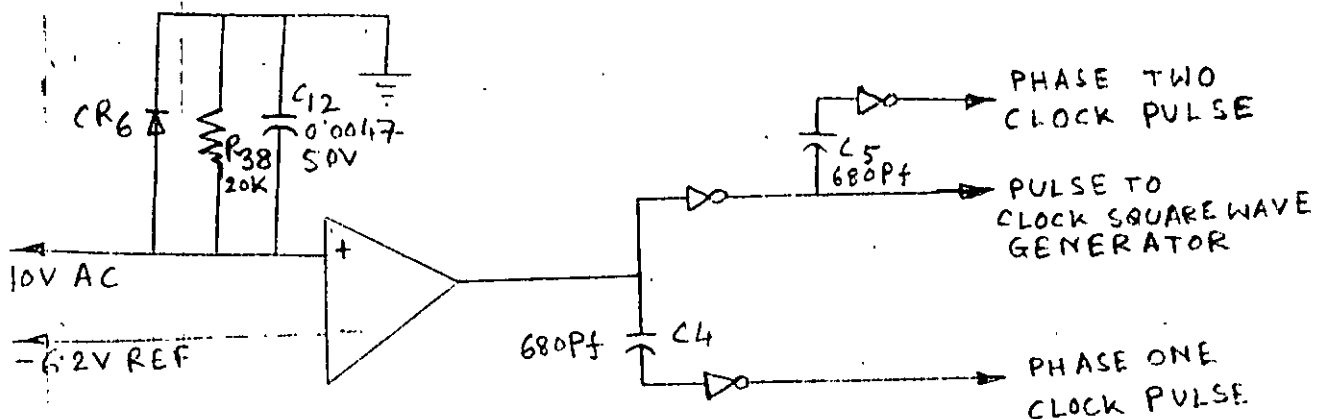 CR6
R38
20K
C12
0.0047
50V
10V AC
-6.2V REF
+
-
680Pf
C4
C5
680Pf
PHASE TWO
CLOCK PULSE
PULSE TO
CLOCK SQUARE WAVE
GENERATOR
PHASE ONE
CLOCK PULSE